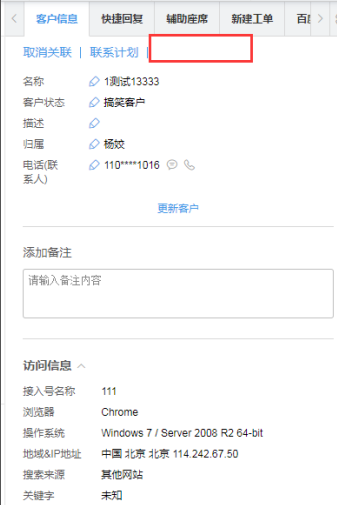 客户信息 快捷回复 辅助座席 新建工单
取消关联 | 联系计划 |
名称 1测试13333
客户状态 搞笑客户
描述
归属 杨姣
电话(联系人) 110****1016
更新客户
添加备注
请输入备注内容
访问信息
接入号名称 111
浏览器 Chrome
操作系统 Windows 7 / Server 2008 R2 64-bit
地域&IP地址 中国 北京 北京 114.242.67.50
搜索来源 其他网站
关键字 未知